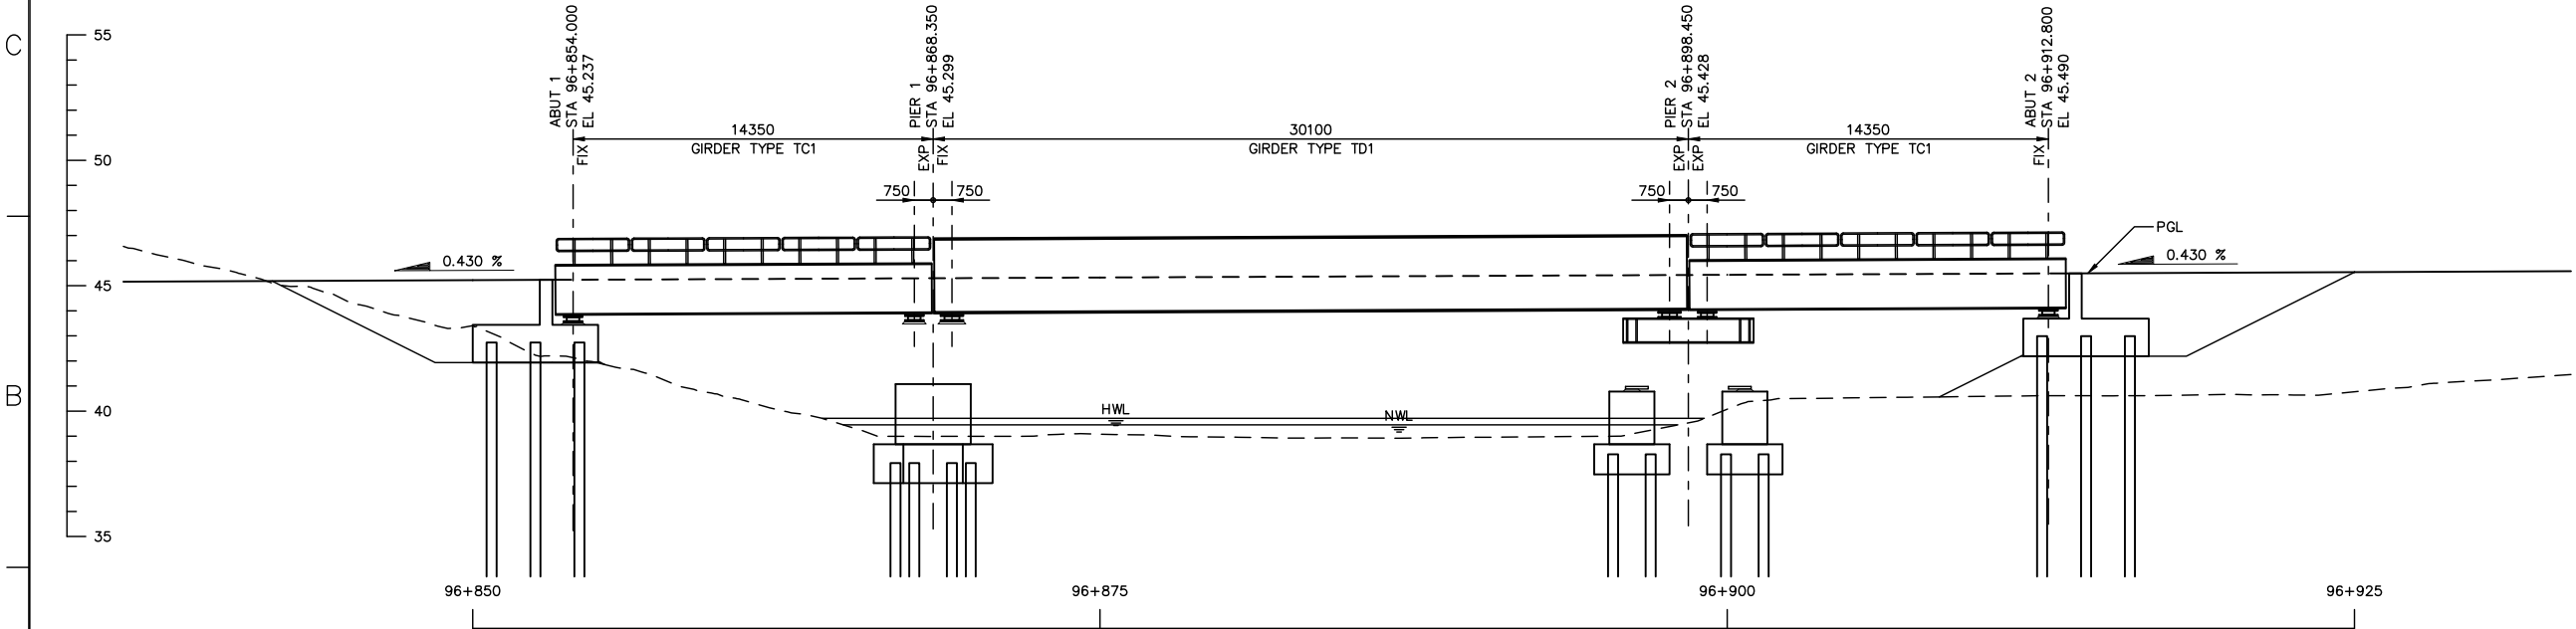 C
B
55
50
45
40
35
ABUT 1
STA 96+854.000
EL 45.237
PIER 1
STA 96+868.350
EL 45.299
PIER 2
STA 96+898.450
EL 45.428
ABUT 2
STA 96+912.800
EL 45.490
14350
30100
14350
GIRDER TYPE TC1
GIRDER TYPE TD1
GIRDER TYPE TC1
FIX
EXP
FIX
EXP
EXP
FIX
750
750
750
750
PGL
0.430 %
0.430 %
HWL
NWL
96+850
96+875
96+900
96+925